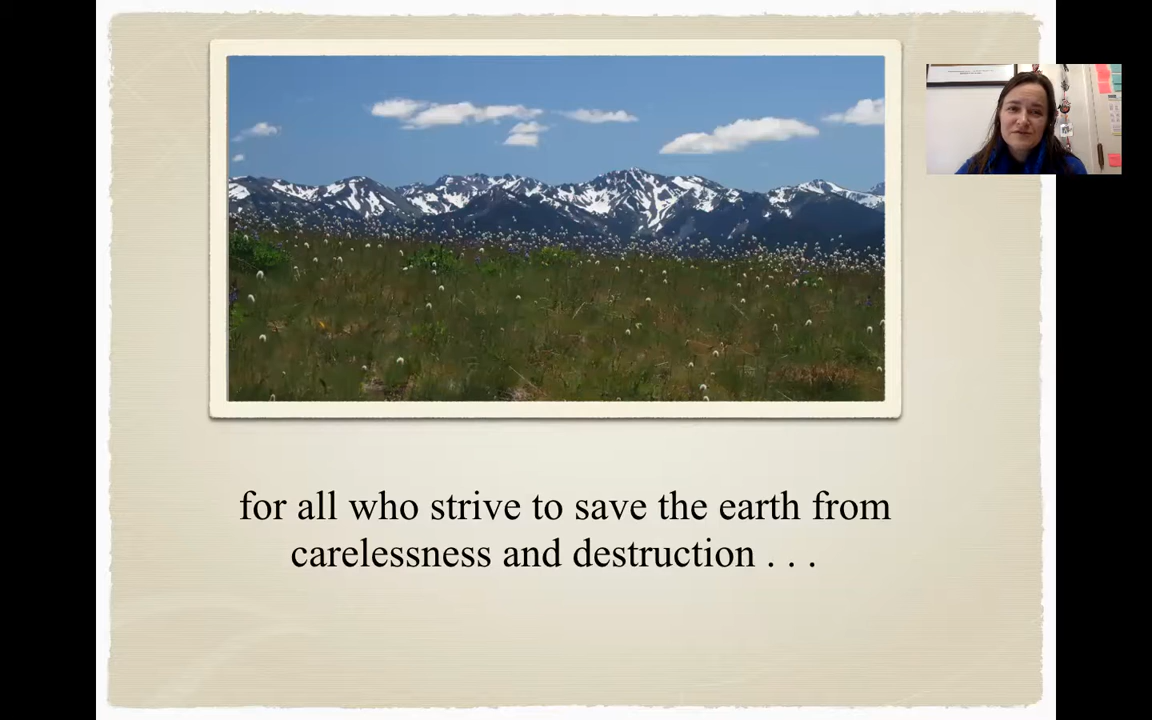 for all who strive to save the earth from
carelessness and destruction . . .